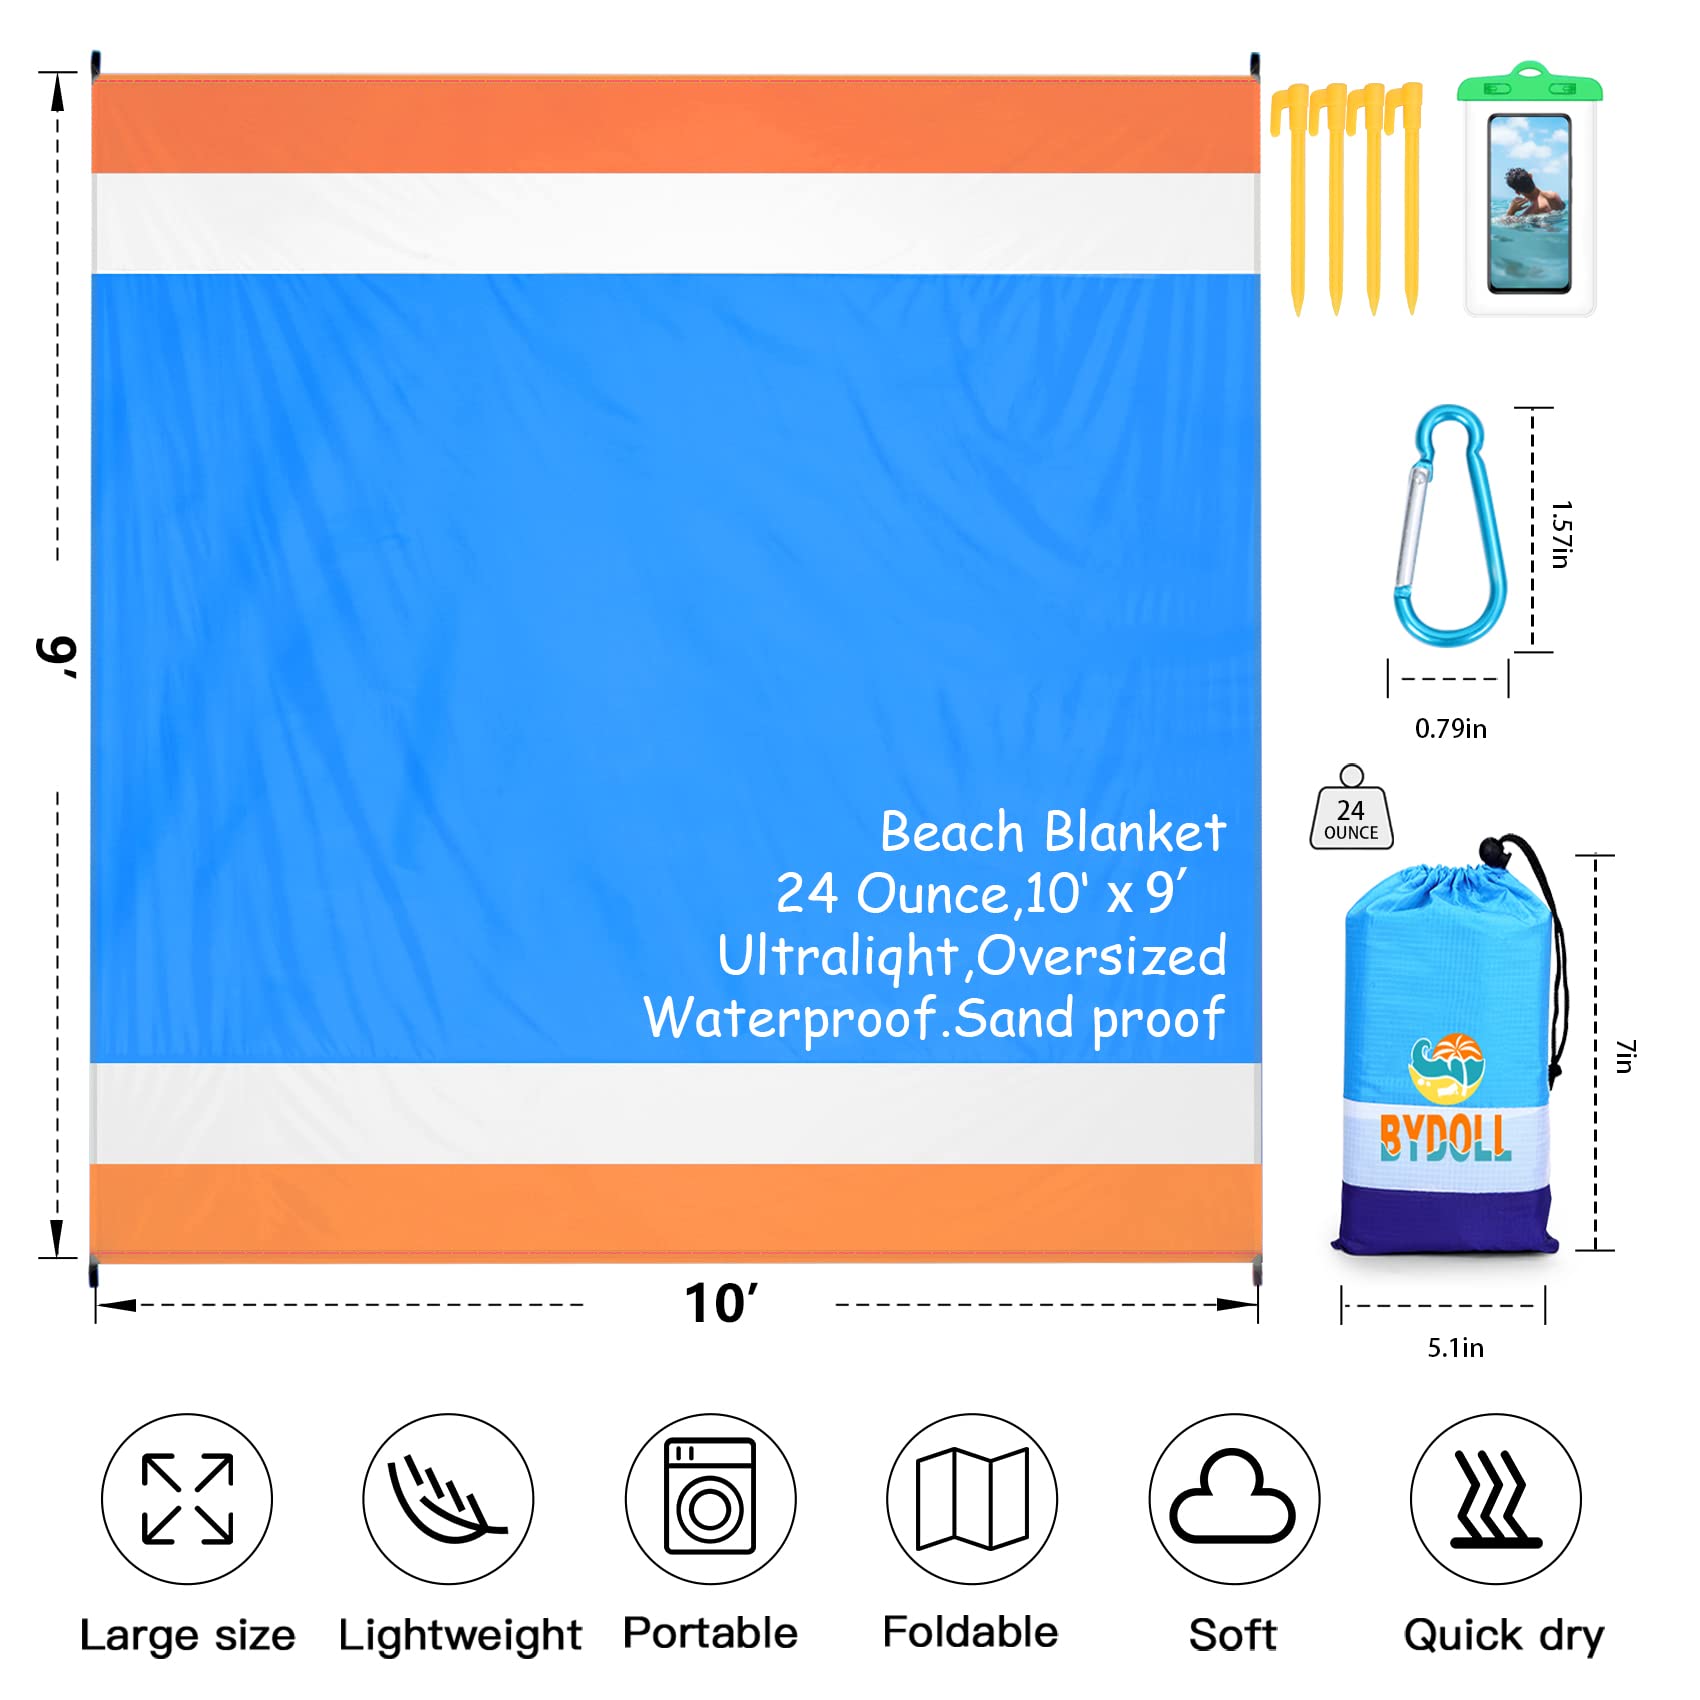 9′
Beach Blanket
24 Ounce,10' x 9′
Ultraliqht,Oversized
Waterproof.Sand proof
10′
1.57in
0.79in
24
OUNCE
BYDOLL
7in
5.1in
Large size
Lightweight
Portable
Foldable
Soft
Quick dry